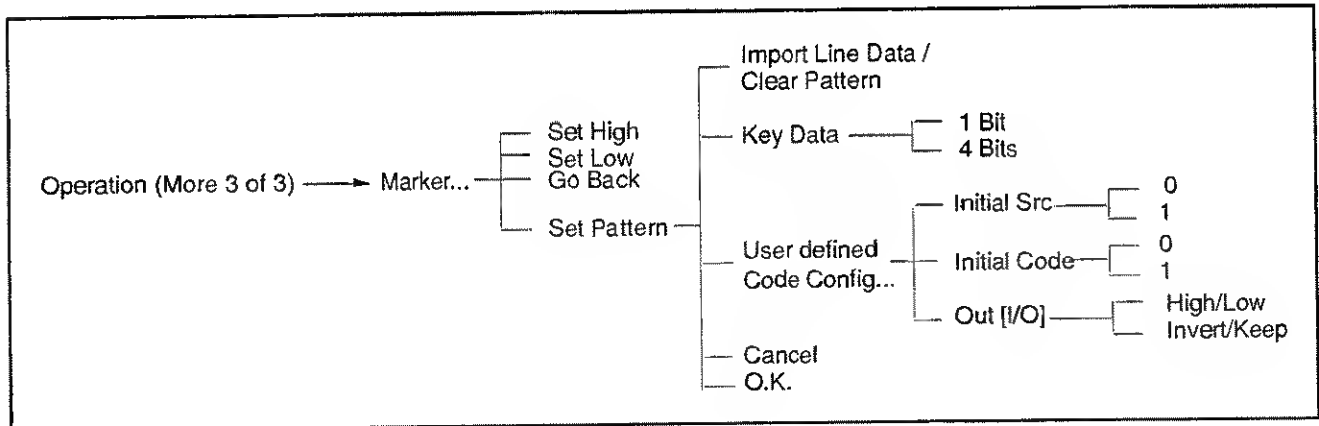 Operation (More 3 of 3)
Marker...
Set High
Set Low
Go Back
Set Pattern
Import Line Data /
Clear Pattern
Key Data
1 Bit
4 Bits
User defined
Code Config...
Initial Src
0
1
Initial Code
0
1
Out [I/O]
High/Low
Invert/Keep
Cancel
O.K.